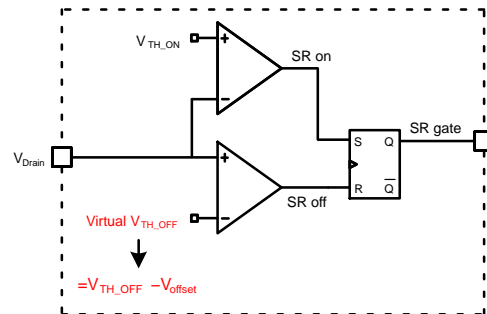 V_TH_ON
+
SR on
−
SR gate
S Q
V_Drain
+
R Q̅
SR off
Virtual V_TH_OFF
−
=V_TH_OFF −V_offset